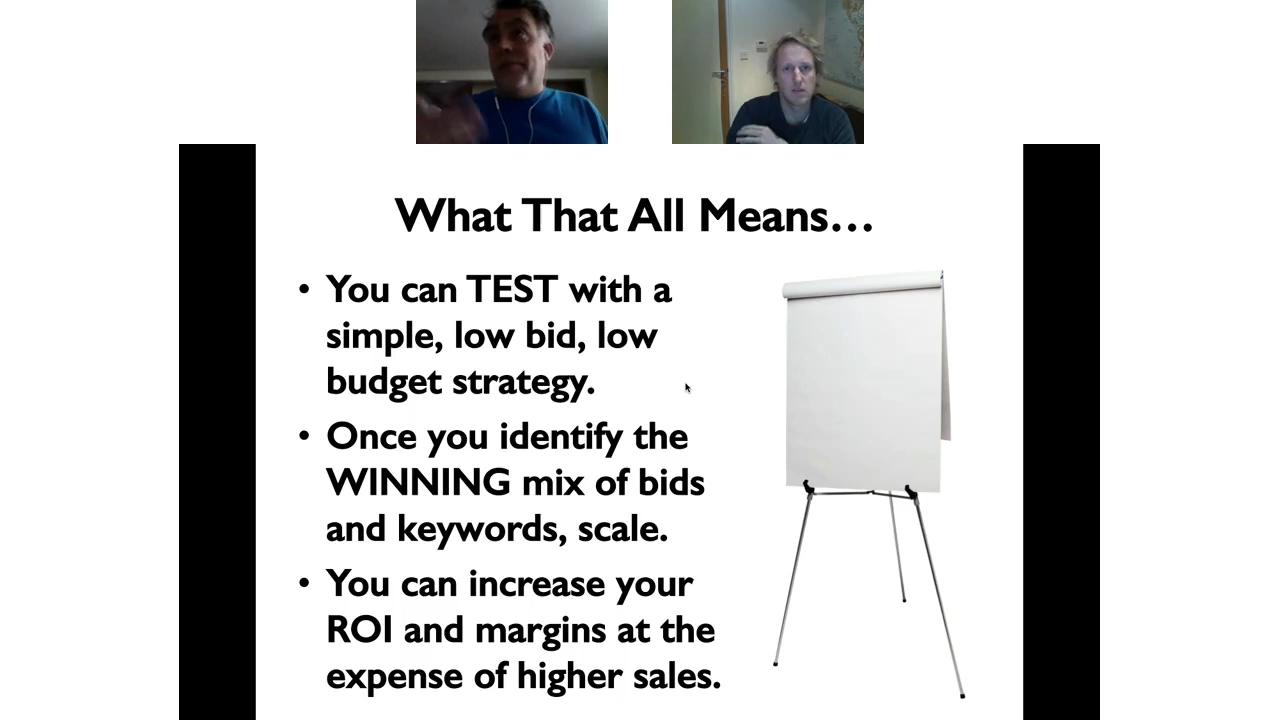 What That All Means…
• You can TEST with a
simple, low bid, low
budget strategy.
• Once you identify the
WINNING mix of bids
and keywords, scale.
• You can increase your
ROI and margins at the
expense of higher sales.